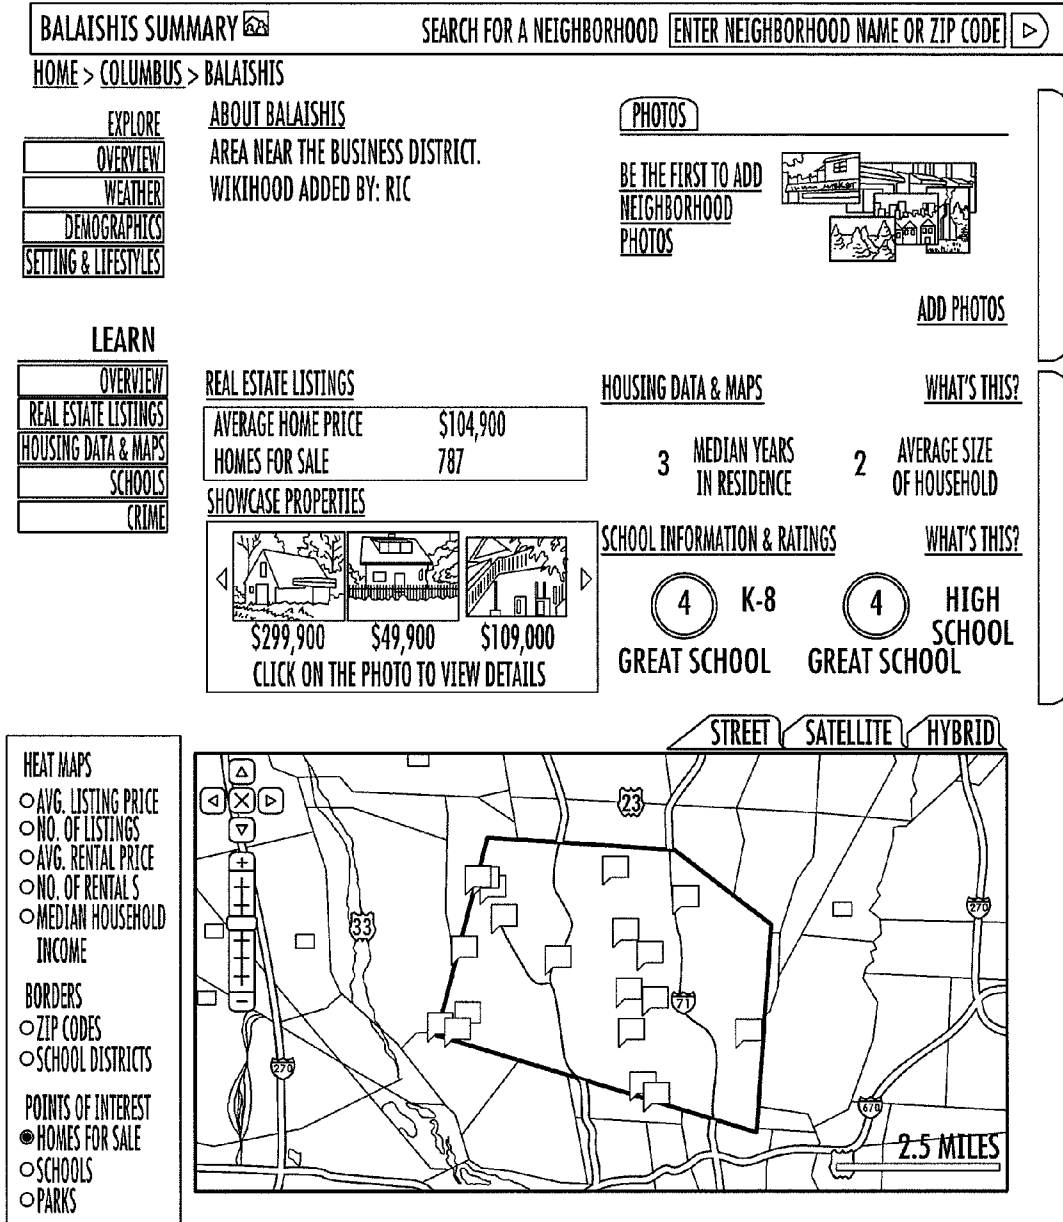 BALAISHIS SUMMARY
SEARCH FOR A NEIGHBORHOOD ENTER NEIGHBORHOOD NAME OR ZIP CODE
HOME > COLUMBUS > BALAISHIS
EXPLORE
OVERVIEW
WEATHER
DEMOGRAPHICS
SETTING & LIFESTYLES
ABOUT BALAISHIS
AREA NEAR THE BUSINESS DISTRICT.
WIKIHOOD ADDED BY: RIC
PHOTOS
BE THE FIRST TO ADD
NEIGHBORHOOD
PHOTOS
ADD PHOTOS
LEARN
OVERVIEW
REAL ESTATE LISTINGS
HOUSING DATA & MAPS
SCHOOLS
CRIME
REAL ESTATE LISTINGS
AVERAGE HOME PRICE $104,900
HOMES FOR SALE 787
SHOWCASE PROPERTIES
$299,900 $49,900 $109,000
CLICK ON THE PHOTO TO VIEW DETAILS
HOUSING DATA & MAPS WHAT'S THIS?
3 MEDIAN YEARS
IN RESIDENCE
2 AVERAGE SIZE
OF HOUSEHOLD
SCHOOL INFORMATION & RATINGS WHAT'S THIS?
4 K-8
GREAT SCHOOL
4 HIGH
SCHOOL
GREAT SCHOOL
STREET SATELLITE HYBRID
HEAT MAPS
AVG. LISTING PRICE
NO. OF LISTINGS
AVG. RENTAL PRICE
NO. OF RENTAL S
MEDIAN HOUSEHOLD
INCOME
BORDERS
ZIP CODES
SCHOOL DISTRICTS
POINTS OF INTEREST
HOMES FOR SALE
SCHOOLS
PARKS
23
33
270
71
270
670
2.5 MILES